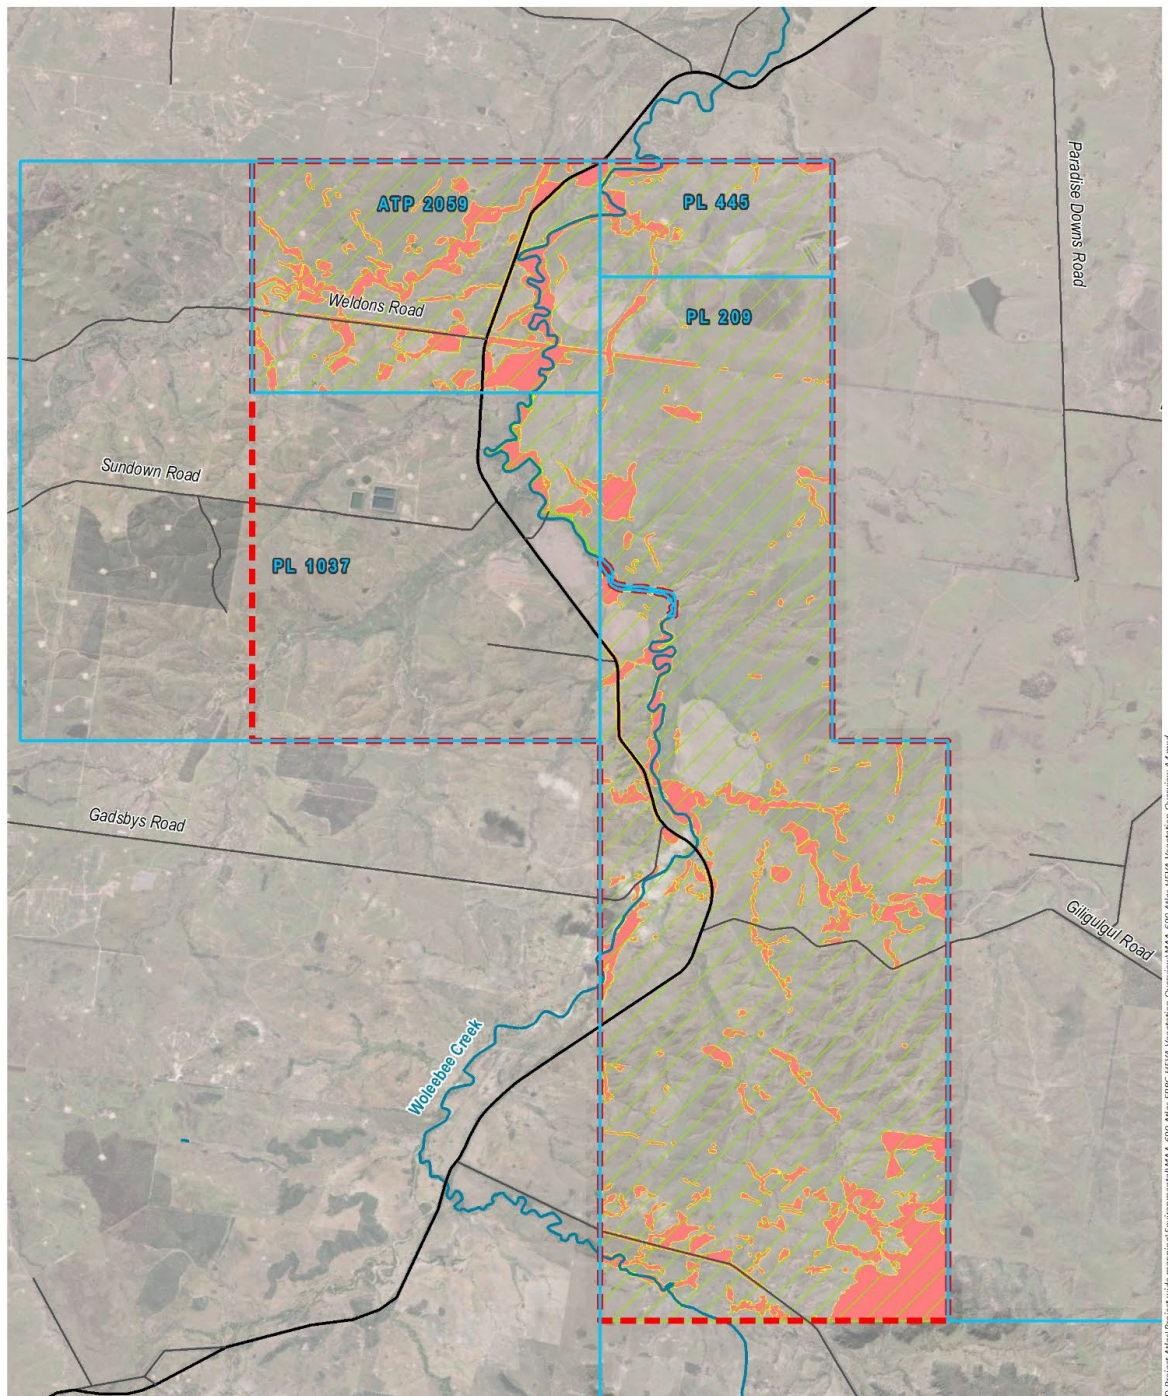 Paradise Downs Road
ATP 2059
PL 445
Weldons Road
PL 209
Sundown Road
PL 1037
Gadsbys Road
Giligulgul Road
Woleebee Creek